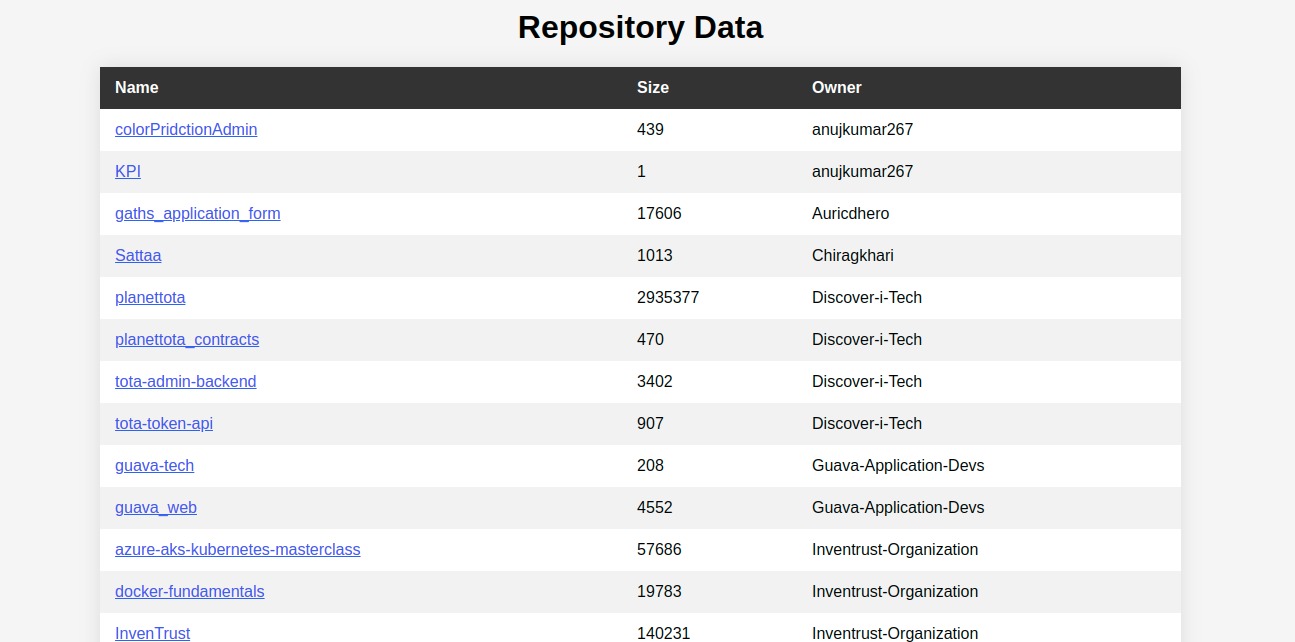 Repository Data
Name Size Owner
colorPridctionAdmin 439 anujkumar267
KPI 1 anujkumar267
gaths_application_form 17606 Auricdhero
Sattaa 1013 Chiragkhari
planettota 2935377 Discover-i-Tech
planettota_contracts 470 Discover-i-Tech
tota-admin-backend 3402 Discover-i-Tech
tota-token-api 907 Discover-i-Tech
guava-tech 208 Guava-Application-Devs
guava_web 4552 Guava-Application-Devs
azure-aks-kubernetes-masterclass 57686 Inventrust-Organization
docker-fundamentals 19783 Inventrust-Organization
InvenTrust 140231 Inventrust-Organization